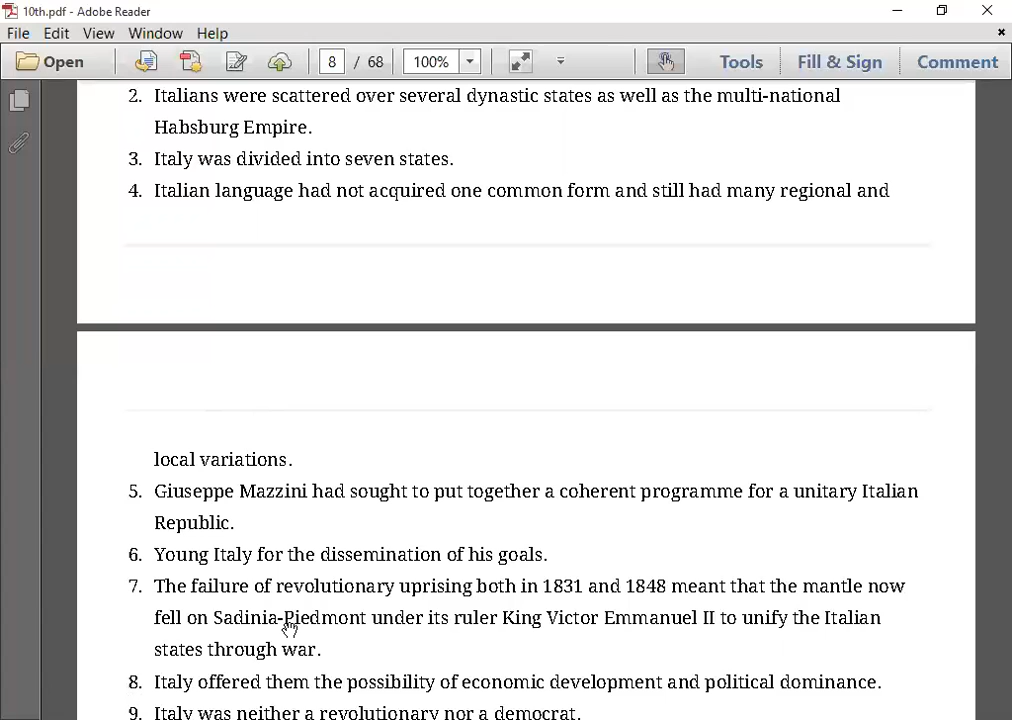 10th.pdf - Adobe Reader
File Edit View Window Help
Open 8 / 68 100% Tools Fill & Sign Comment
2. Italians were scattered over several dynastic states as well as the multi-national
Habsburg Empire.
3. Italy was divided into seven states.
4. Italian language had not acquired one common form and still had many regional and
local variations.
5. Giuseppe Mazzini had sought to put together a coherent programme for a unitary Italian
Republic.
6. Young Italy for the dissemination of his goals.
7. The failure of revolutionary uprising both in 1831 and 1848 meant that the mantle now
fell on Sadinia-Piedmont under its ruler King Victor Emmanuel II to unify the Italian
states through war.
8. Italy offered them the possibility of economic development and political dominance.
9. Italy was neither a revolutionary nor a democrat.